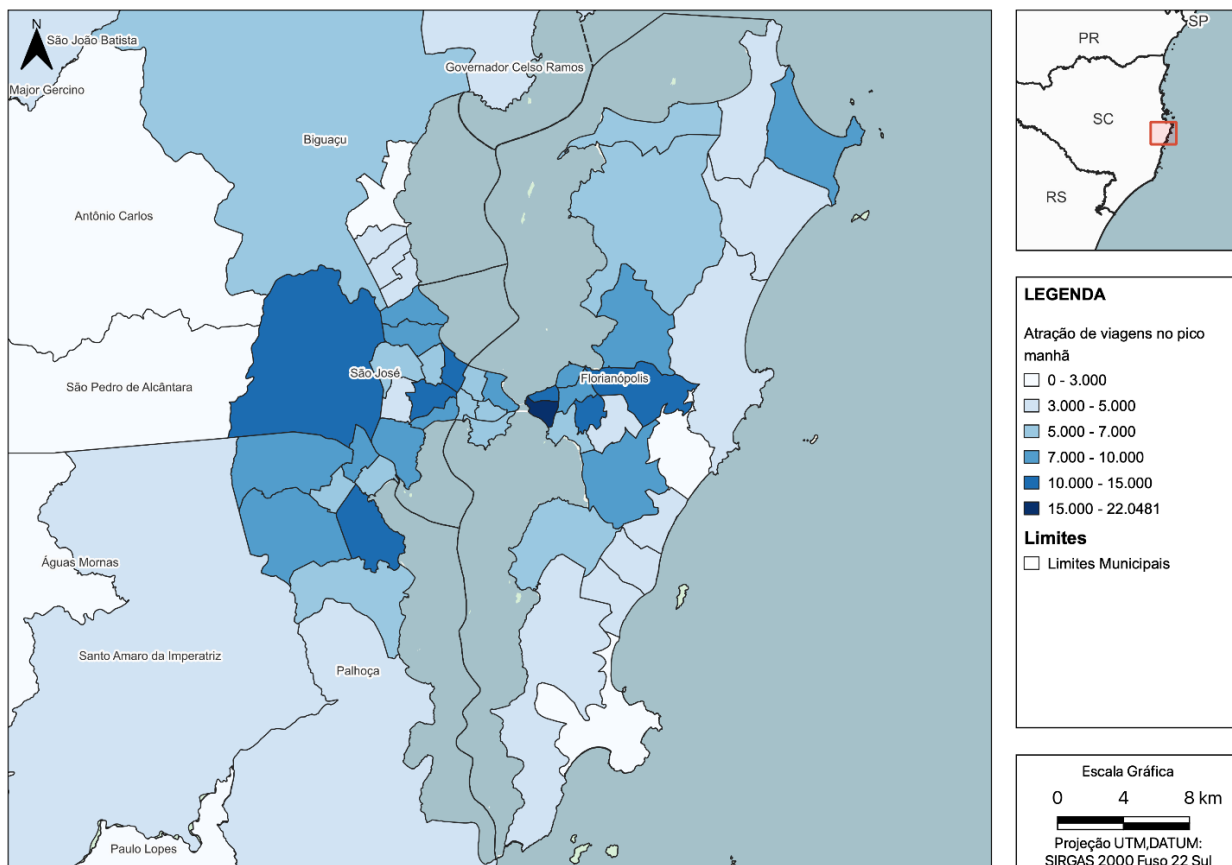 N
São João Batista
Major Gercino
Governador Celso Ramos
Biguaçu
Antônio Carlos
São Pedro de Alcântara
São José
Florianópolis
Águas Mornas
Santo Amaro da Imperatriz
Palhoça
Paulo Lopes
SP
PR
SC
RS
LEGENDA
Atração de viagens no pico
manhã
0 - 3.000
3.000 - 5.000
5.000 - 7.000
7.000 - 10.000
10.000 - 15.000
15.000 - 22.0481
Limites
Limites Municipais
Escala Gráfica
0 4 8 km
Projeção UTM,DATUM:
SIRGAS 2000 Fuso 22 Sul